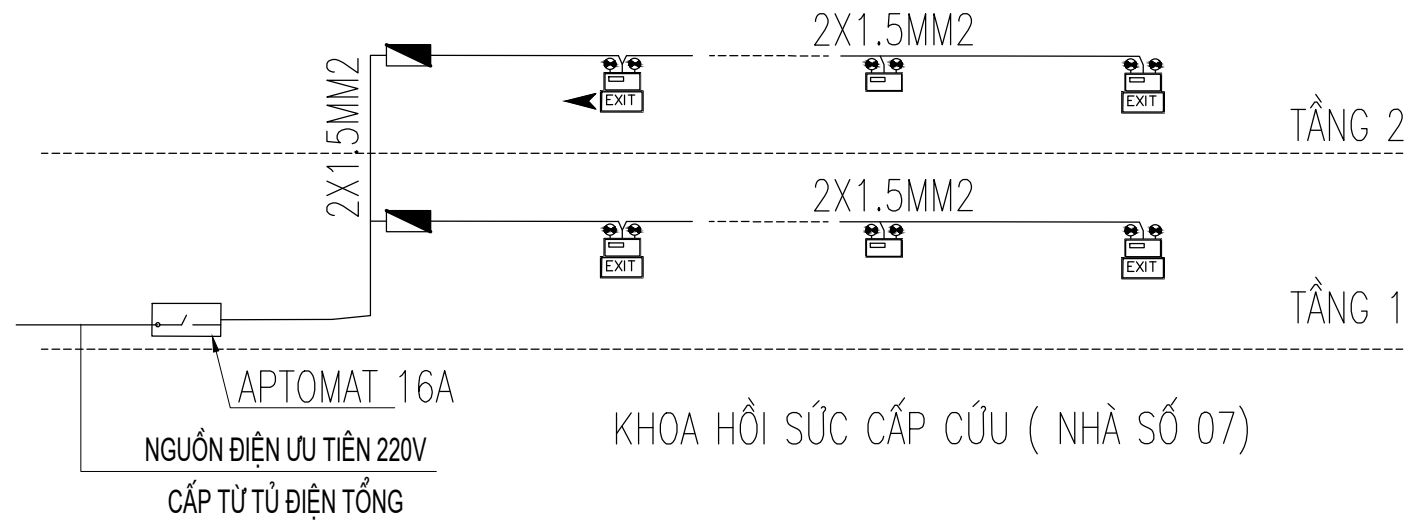 2X1.5MM2
2X1.5MM2
EXIT
EXIT
TẦNG 2
2X1.5MM2
EXIT
EXIT
TẦNG 1
APTOMAT 16A
NGUỒN ĐIỆN ƯU TIÊN 220V
CẤP TỪ TỦ ĐIỆN TỔNG
KHOA HỒI SỨC CẤP CỨU ( NHÀ SỐ 07)